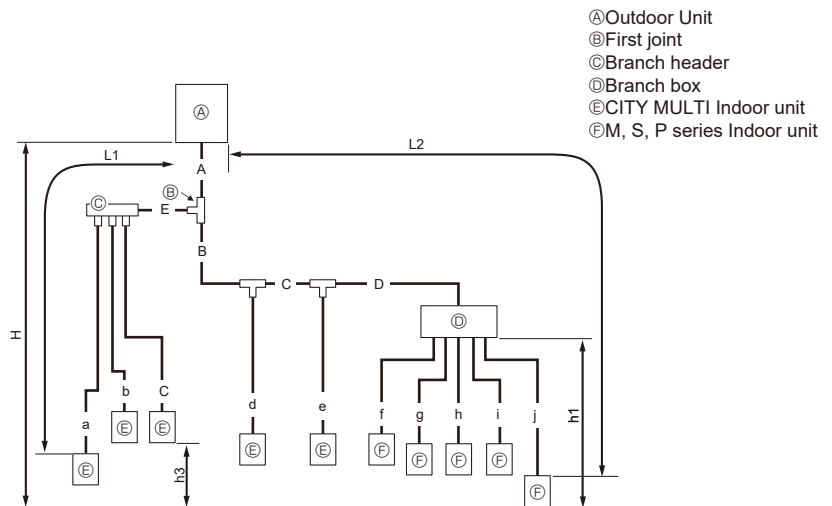 ⒶOutdoor Unit
ⒷFirst joint
ⒸBranch header
ⒹBranch box
ⒺCITY MULTI Indoor unit
ⒻM, S, P series Indoor unit
Ⓐ
L1
L2
A
Ⓑ
Ⓒ
E
B
C
D
Ⓓ
H
a
b
C
d
e
f
g
h
i
j
h1
Ⓔ
Ⓔ
Ⓔ
Ⓔ
Ⓔ
Ⓕ
Ⓕ
Ⓕ
Ⓕ
Ⓕ
h3